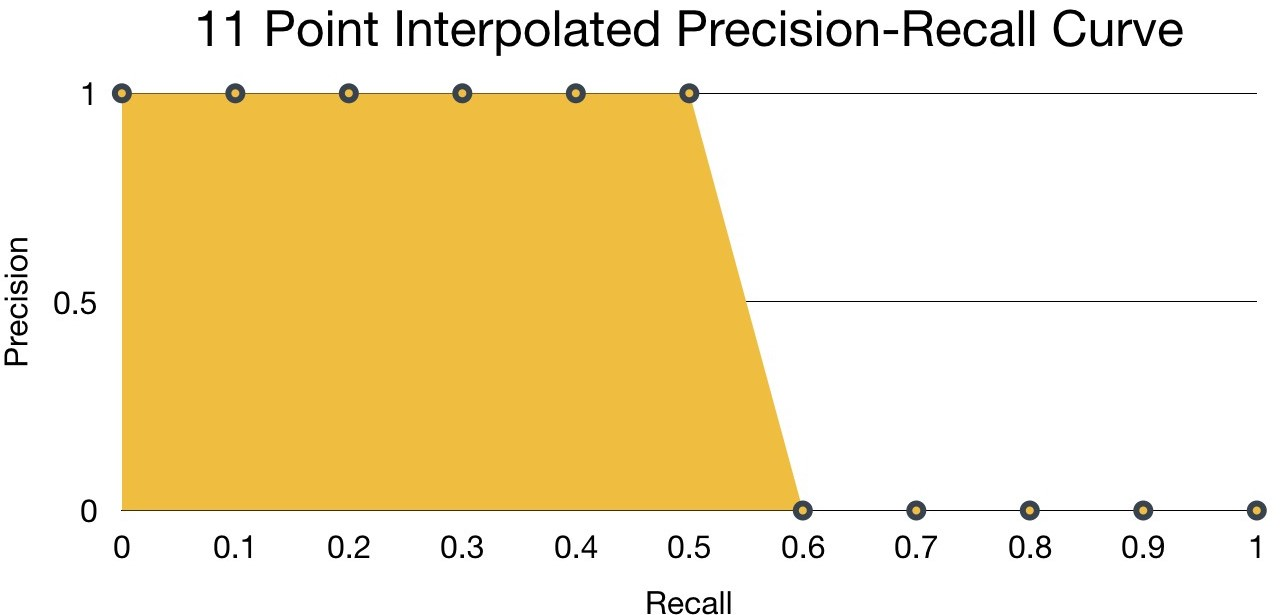 11 Point Interpolated Precision-Recall Curve
1
0.5
0
Precision
0 0.1 0.2 0.3 0.4 0.5 0.6 0.7 0.8 0.9 1
Recall